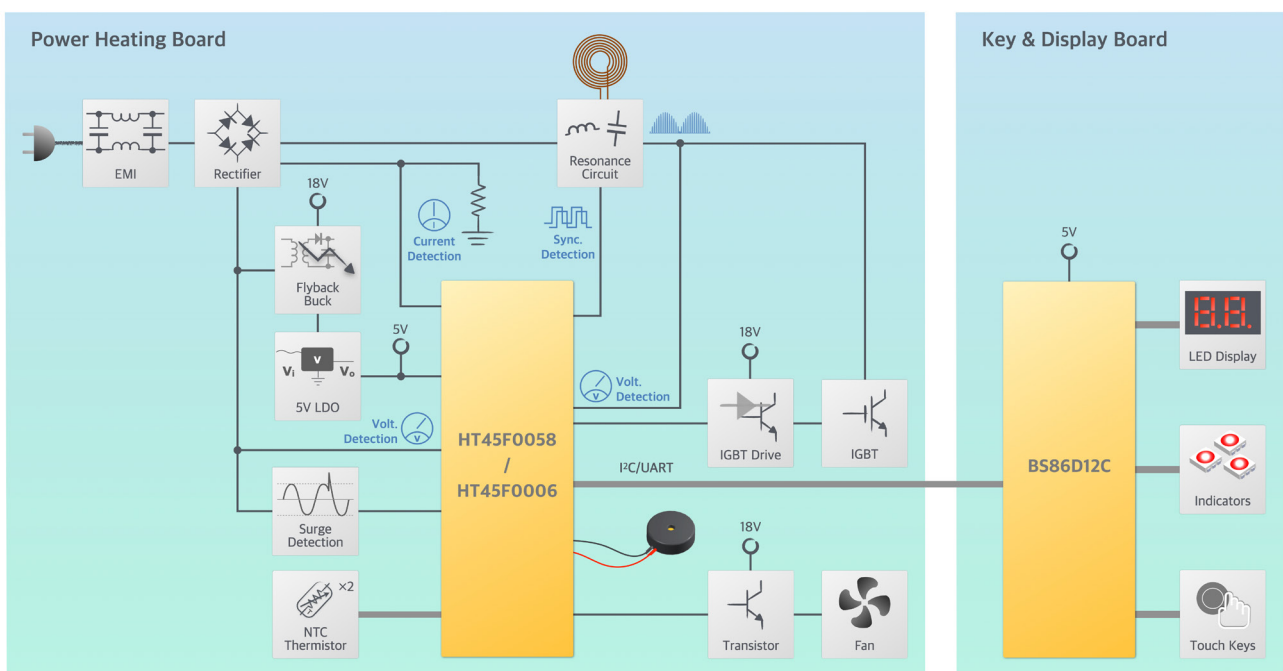 Power Heating Board
Key & Display Board
EMI
Rectifier
Resonance
Circuit
18V
Current
Detection
Sync.
Detection
5V
Flyback
Buck
LED Display
5V
18V
V
Vi
Vo
5V LDO
Volt.
Detection
V
Volt.
Detection
V
IGBT Drive
IGBT
HT45F0058
/
HT45F0006
I²C/UART
BS86D12C
Indicators
Surge
Detection
18V
×2
NTC
Thermistor
Transistor
Fan
Touch Keys
8.8.